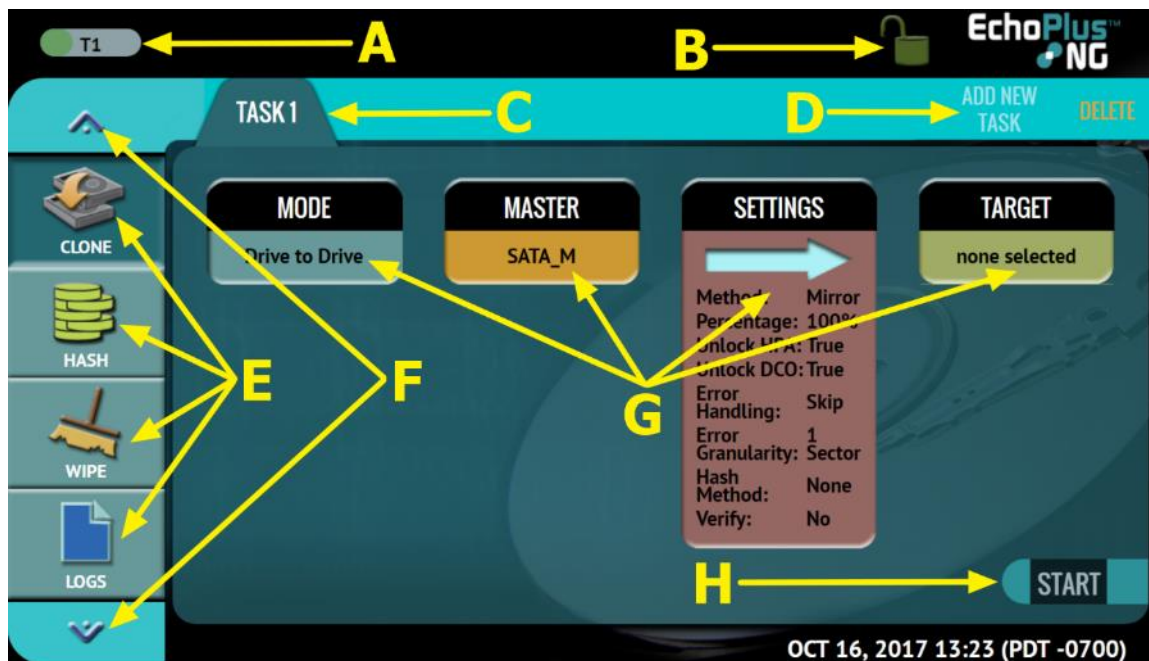 T1
A
B
EchoPlus™
NG
TASK 1
C
D
ADD NEW
TASK
DELETE
CLONE
HASH
WIPE
LOGS
E
F
MODE
Drive to Drive
MASTER
SATA_M
SETTINGS
Method: Mirror
Percentage: 100%
Unlock HPA: True
Unlock DCO: True
Error
Handling: Skip
Error 1
Granularity: Sector
Hash
Method: None
Verify: No
TARGET
none selected
G
H
START
OCT 16, 2017 13:23 (PDT -0700)